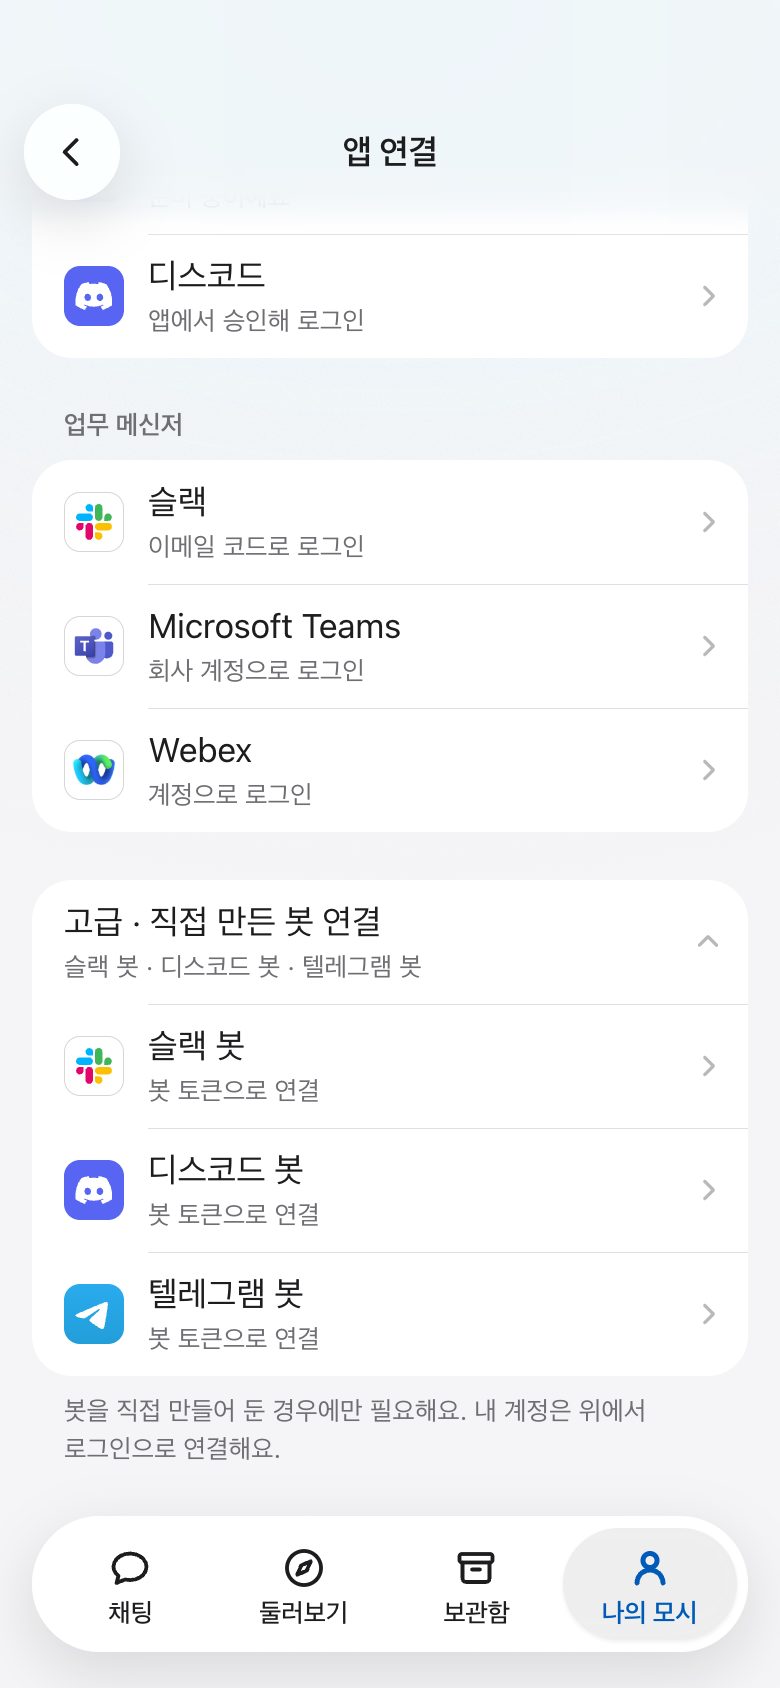 앱 연결
디스코드
앱에서 승인해 로그인
업무 메신저
슬랙
이메일 코드로 로그인
Microsoft Teams
회사 계정으로 로그인
Webex
계정으로 로그인
고급 · 직접 만든 봇 연결
슬랙 봇 · 디스코드 봇 · 텔레그램 봇
슬랙 봇
봇 토큰으로 연결
디스코드 봇
봇 토큰으로 연결
텔레그램 봇
봇 토큰으로 연결
봇을 직접 만들어 둔 경우에만 필요해요. 내 계정은 위에서
로그인으로 연결해요.
채팅 둘러보기 보관함 나의 모시